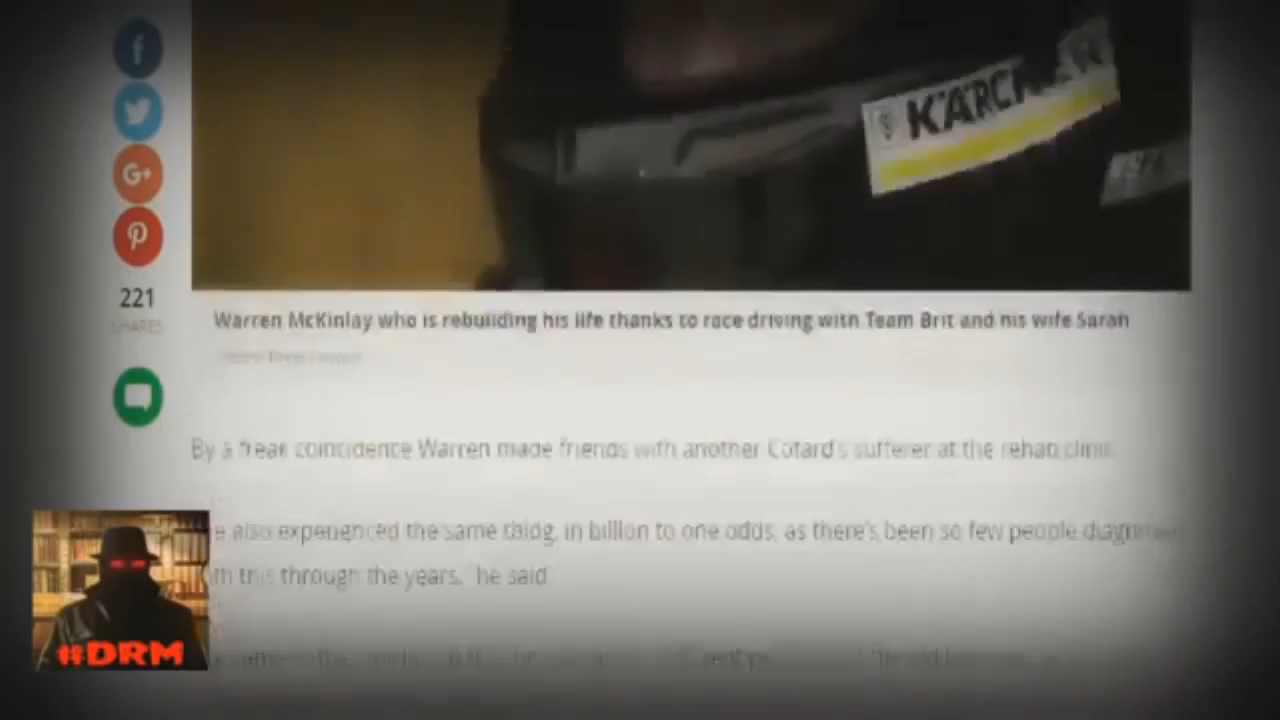 KÄRCHER
221
SHARES
Warren McKinlay who is rebuilding his life thanks to race driving with Team Brit and his wife Sarah
By a freak coincidence Warren made friends with another Cotard's sufferer at the rehab clinic.
also experienced the same thing, in billion to one odds, as there's been so few people diagnosed
this through the years." he said
#DRM